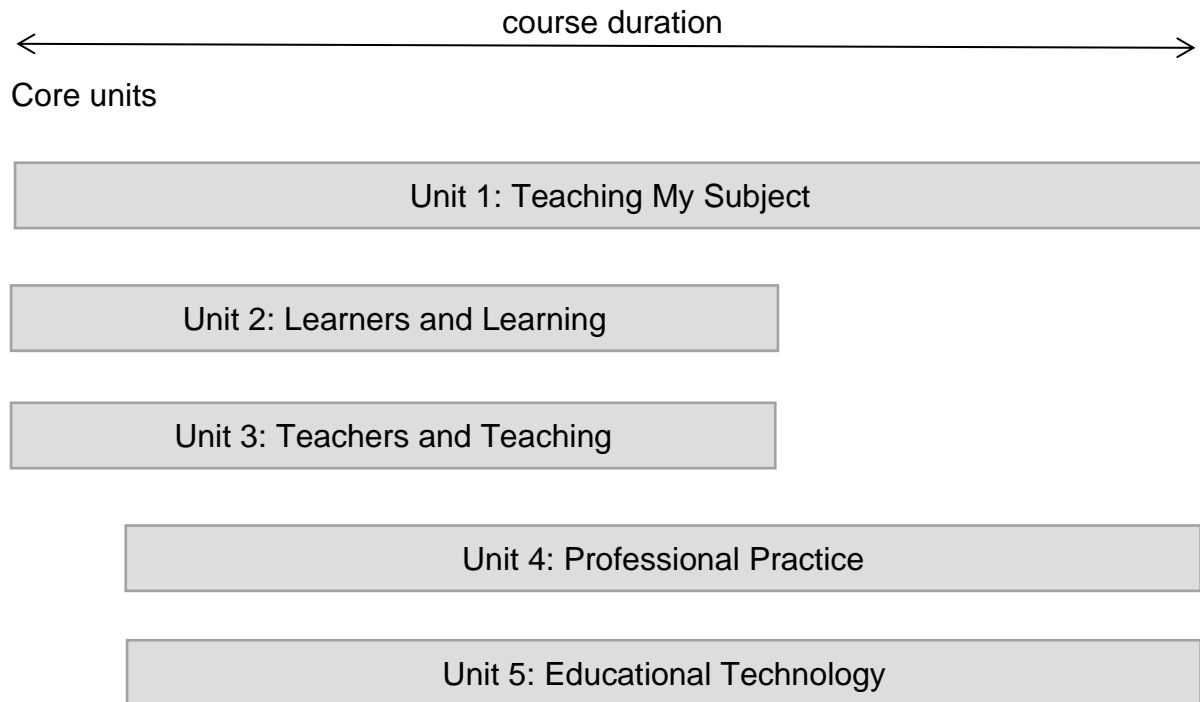 course duration
Core units
Unit 1: Teaching My Subject
Unit 2: Learners and Learning
Unit 3: Teachers and Teaching
Unit 4: Professional Practice
Unit 5: Educational Technology